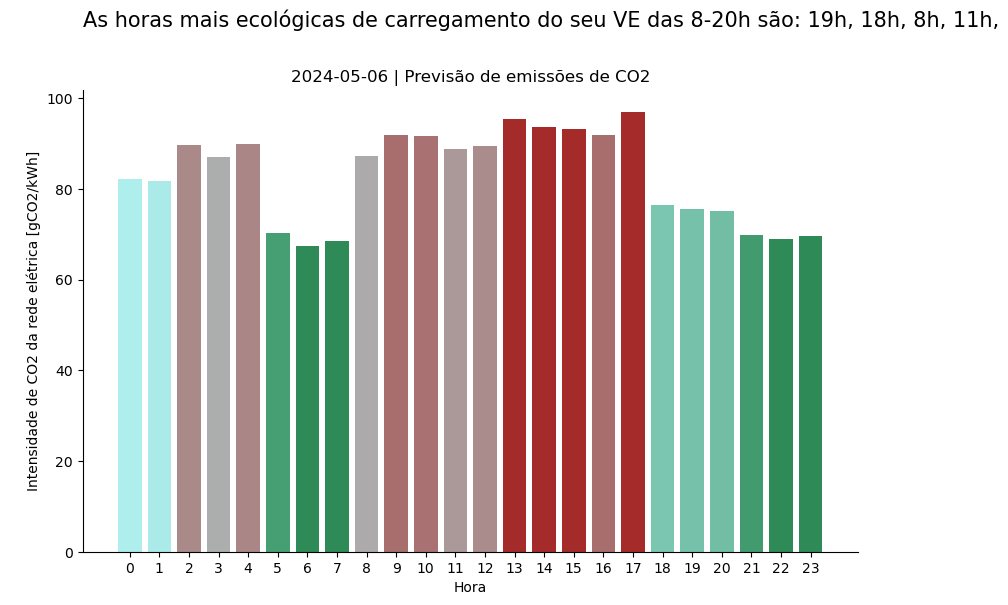 As horas mais ecológicas de carregamento do seu VE das 8-20h são: 19h, 18h, 8h, 11h,
2024-05-06 | Previsão de emissões de CO2
Intensidade de CO2 da rede elétrica [gCO2/kWh]
100
80
60
40
20
0
0 1 2 3 4 5 6 7 8 9 10 11 12 13 14 15 16 17 18 19 20 21 22 23
Hora